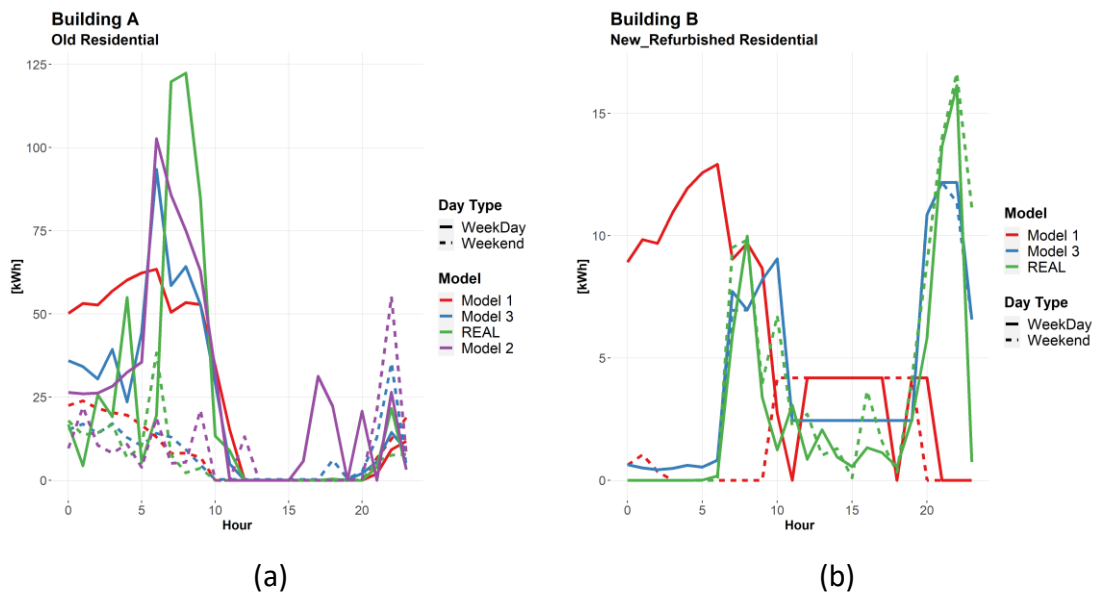 Building A
Old Residential
125
100
75
50
25
0
[kWh]
0 5 10 15 20
Hour
Day Type
WeekDay
Weekend
Model
Model 1
Model 3
REAL
Model 2
(a)
Building B
New_Refurbished Residential
15
10
5
0
[kWh]
0 5 10 15 20
Hour
Model
Model 1
Model 3
REAL
Day Type
WeekDay
Weekend
(b)